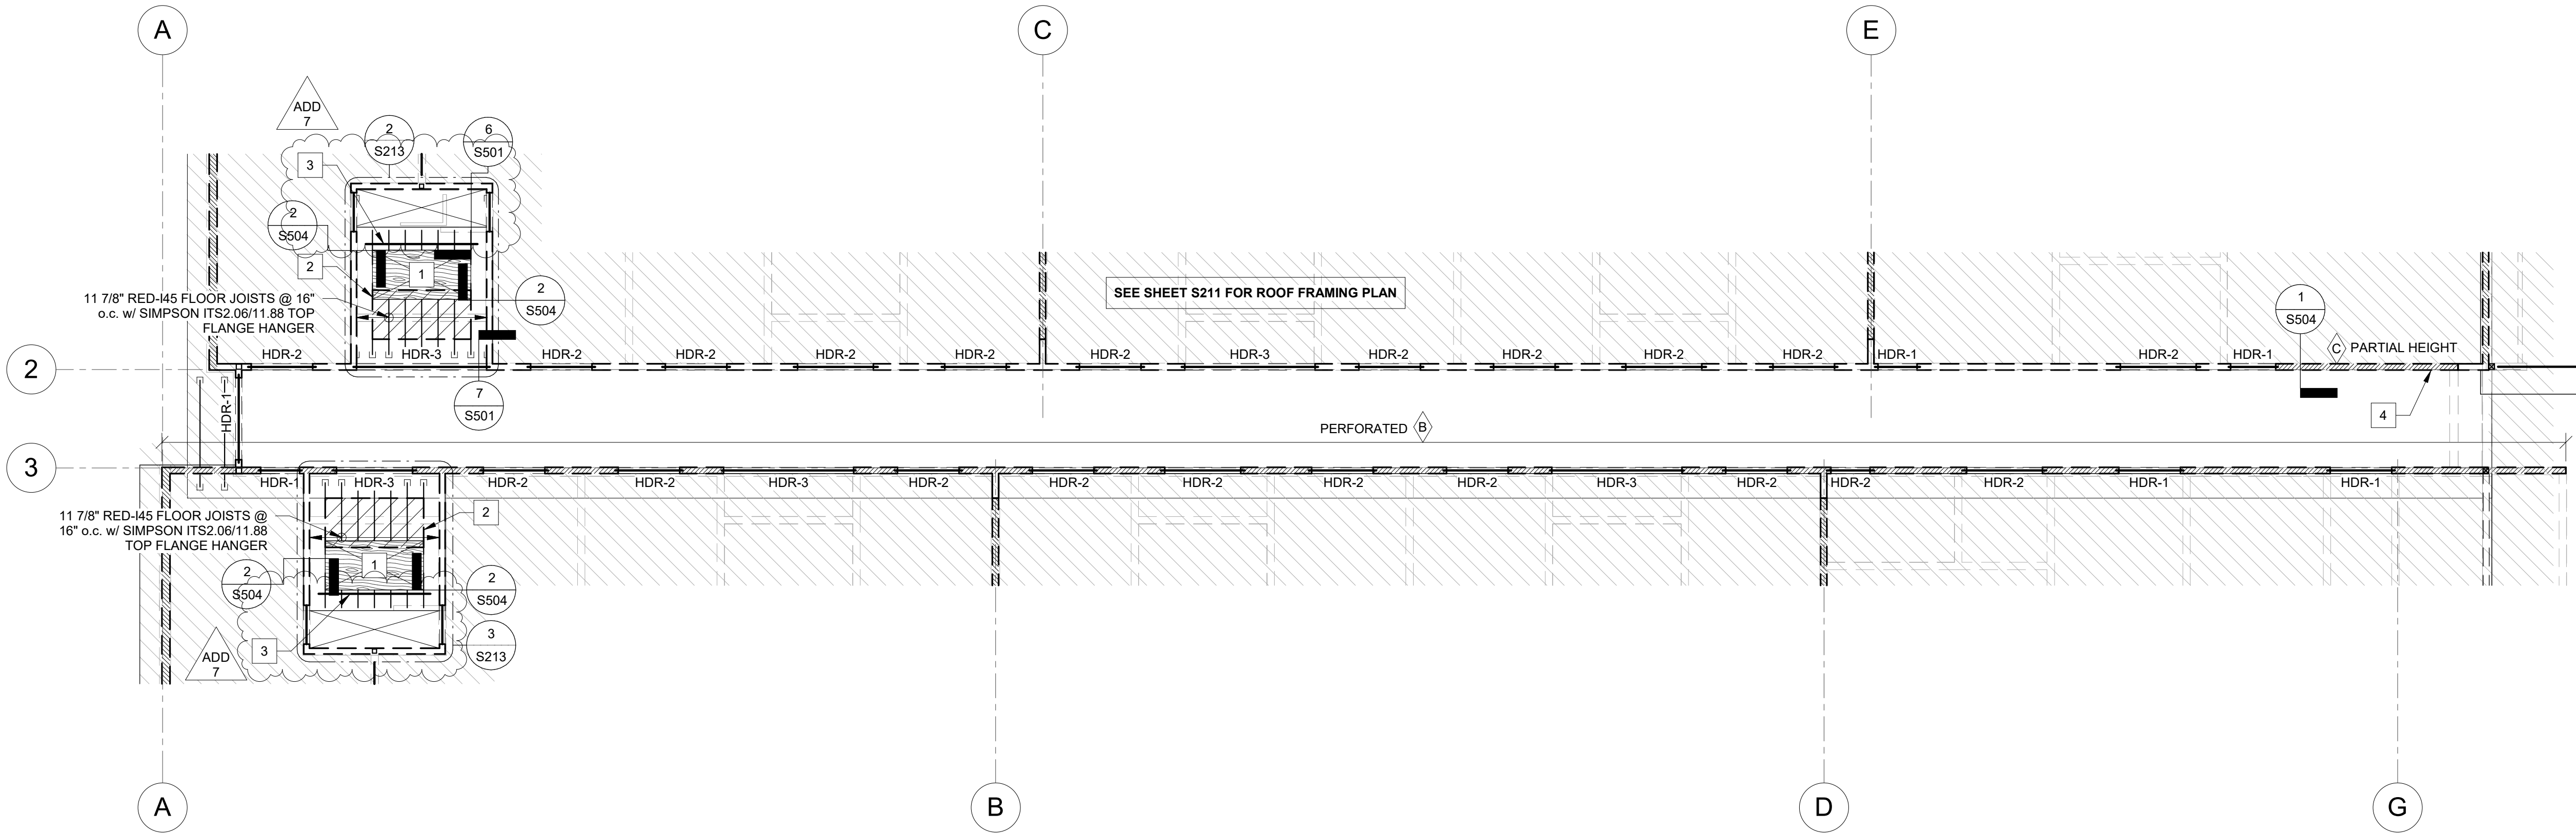 A
C
E
ADD
7
2
S213
6
S501
3
2
S504
2
1
11 7/8" RED-I45 FLOOR JOISTS @ 16"
o.c. w/ SIMPSON ITS2.06/11.88 TOP
FLANGE HANGER
2
S504
SEE SHEET S211 FOR ROOF FRAMING PLAN
1
S504
C
PARTIAL HEIGHT
2
HDR-2
HDR-3
HDR-2
HDR-2
HDR-2
HDR-2
HDR-2
HDR-3
HDR-2
HDR-2
HDR-2
HDR-2
HDR-1
HDR-2
HDR-1
HDR-1
7
S501
4
PERFORATED
B
3
HDR-1
HDR-3
HDR-2
HDR-2
HDR-3
HDR-2
HDR-2
HDR-2
HDR-2
HDR-2
HDR-3
HDR-2
HDR-2
HDR-2
HDR-1
HDR-1
11 7/8" RED-I45 FLOOR JOISTS @
16" o.c. w/ SIMPSON ITS2.06/11.88
TOP FLANGE HANGER
2
1
2
S504
2
S504
3
S213
3
ADD
7
A
B
D
G